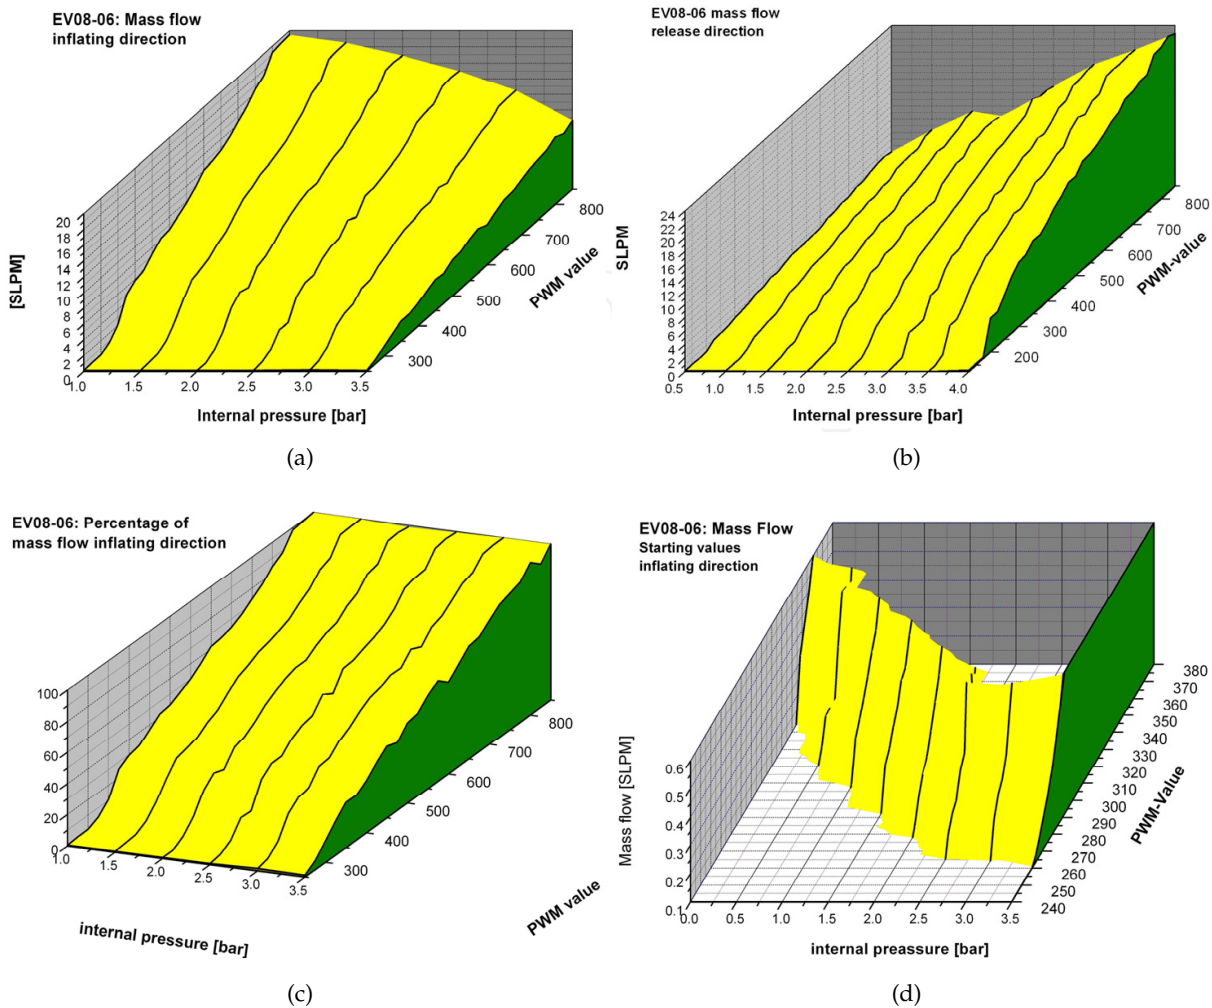 EV08-06: Mass flow
inflating direction
[SLPM]
20
18
16
14
12
10
8
6
4
2
0
1.0 1.5 2.0 2.5 3.0 3.5
Internal pressure [bar]
300 400 500 600 700 800
PWM value
(a)
EV08-06 mass flow
release direction
SLPM
24
22
20
18
16
14
12
10
8
6
4
2
0
0.5 1.0 1.5 2.0 2.5 3.0 3.5 4.0
Internal pressure [bar]
200 300 400 500 600 700 800
PWM-value
(b)
EV08-06: Percentage of
mass flow inflating direction
100
80
60
40
20
0
1.0 1.5 2.0 2.5 3.0 3.5
internal pressure [bar]
300 400 500 600 700 800
PWM value
(c)
EV08-06: Mass Flow
Starting values
inflating direction
Mass flow [SLPM]
0.6
0.5
0.4
0.3
0.2
0.1
0.0 0.5 1.0 1.5 2.0 2.5 3.0 3.5
internal preassure [bar]
240 250 260 270 280 290 300 310 320 330 340 350 360 370 380
PWM-Value
(d)